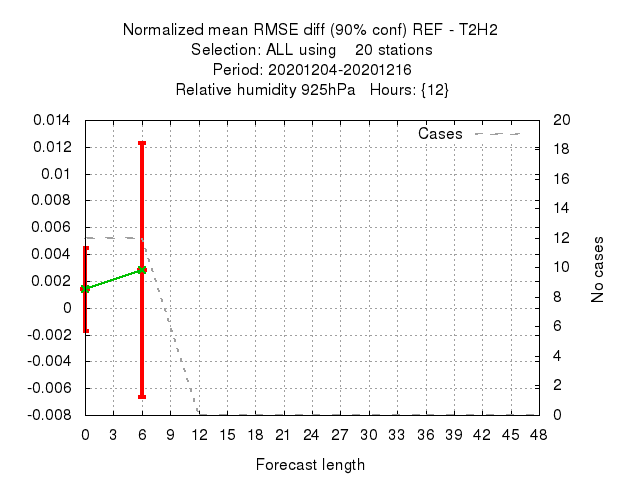 Normalized mean RMSE diff (90% conf) REF - T2H2
Selection: ALL using    20 stations
Period: 20201204-20201216
Relative humidity 925hPa   Hours: {12}
0.014
0.012
0.01
0.008
0.006
0.004
0.002
0
-0.002
-0.004
-0.006
-0.008
Cases
20
18
16
14
12
10
8
6
4
2
0
No cases
0 3 6 9 12 15 18 21 24 27 30 33 36 39 42 45 48
Forecast length